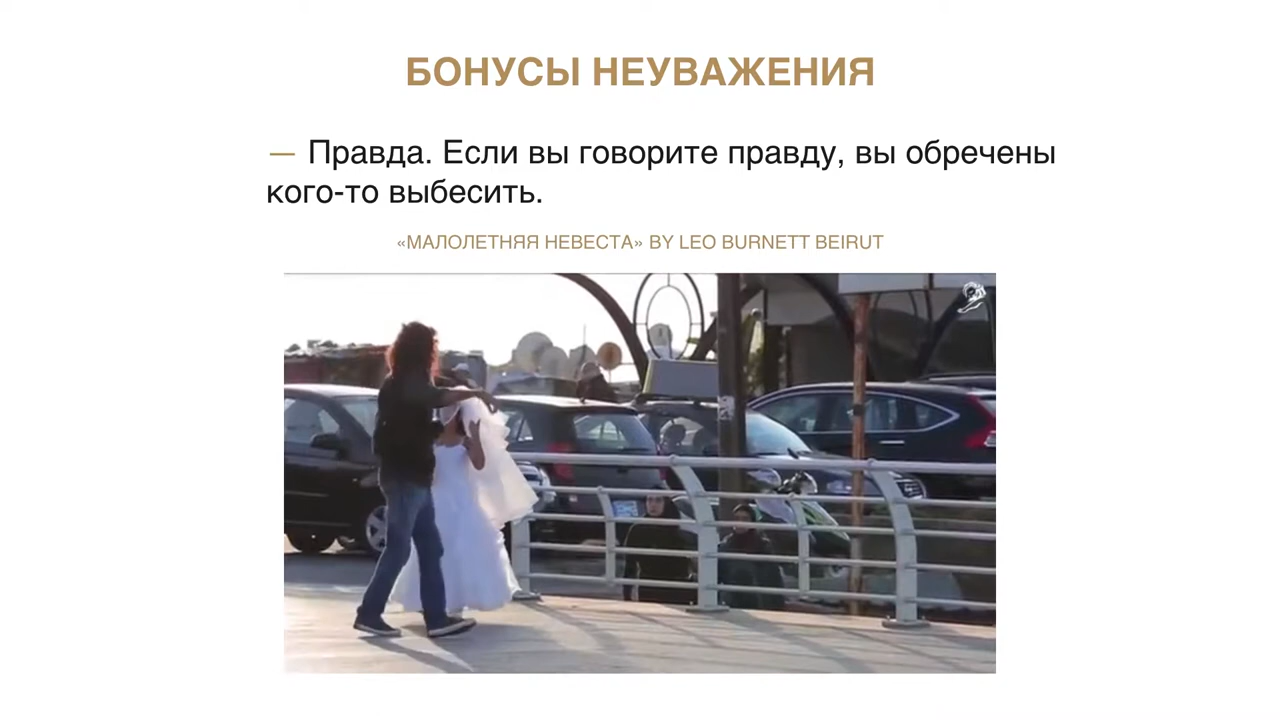 БОНУСЫ НЕУВАЖЕНИЯ
— Правда. Если вы говорите правду, вы обречены
кого-то выбесить.
«МАЛОЛЕТНЯЯ НЕВЕСТА» BY LEO BURNETT BEIRUT